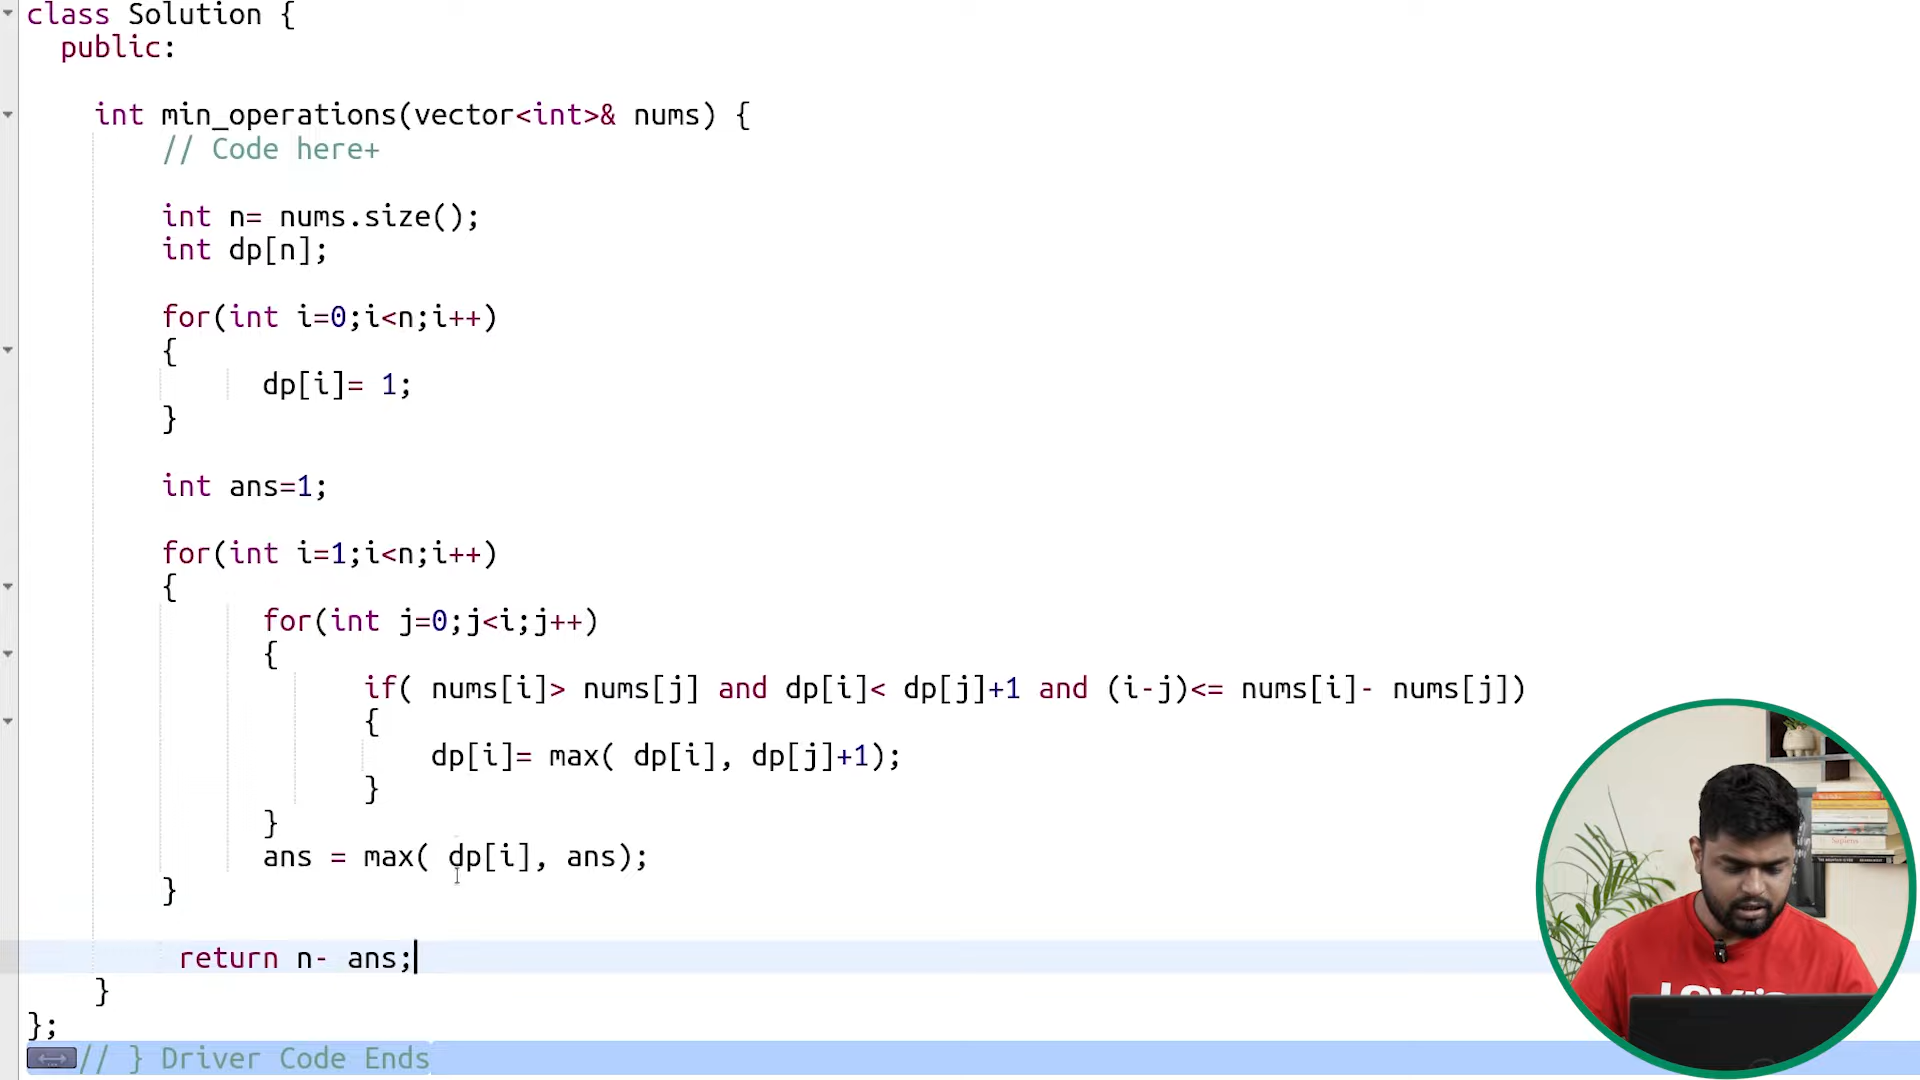 class Solution {
public:
int min_operations(vector<int>& nums) {
// Code here+
int n= nums.size();
int dp[n];
for(int i=0;i<n;i++)
{
dp[i]= 1;
}
int ans=1;
for(int i=1;i<n;i++)
{
for(int j=0;j<i;j++)
{
if( nums[i]> nums[j] and dp[i]< dp[j]+1 and (i-j)<= nums[i]- nums[j])
{
dp[i]= max( dp[i], dp[j]+1);
}
}
ans = max( dp[i], ans);
}
return n- ans;
}
};
// } Driver Code Ends